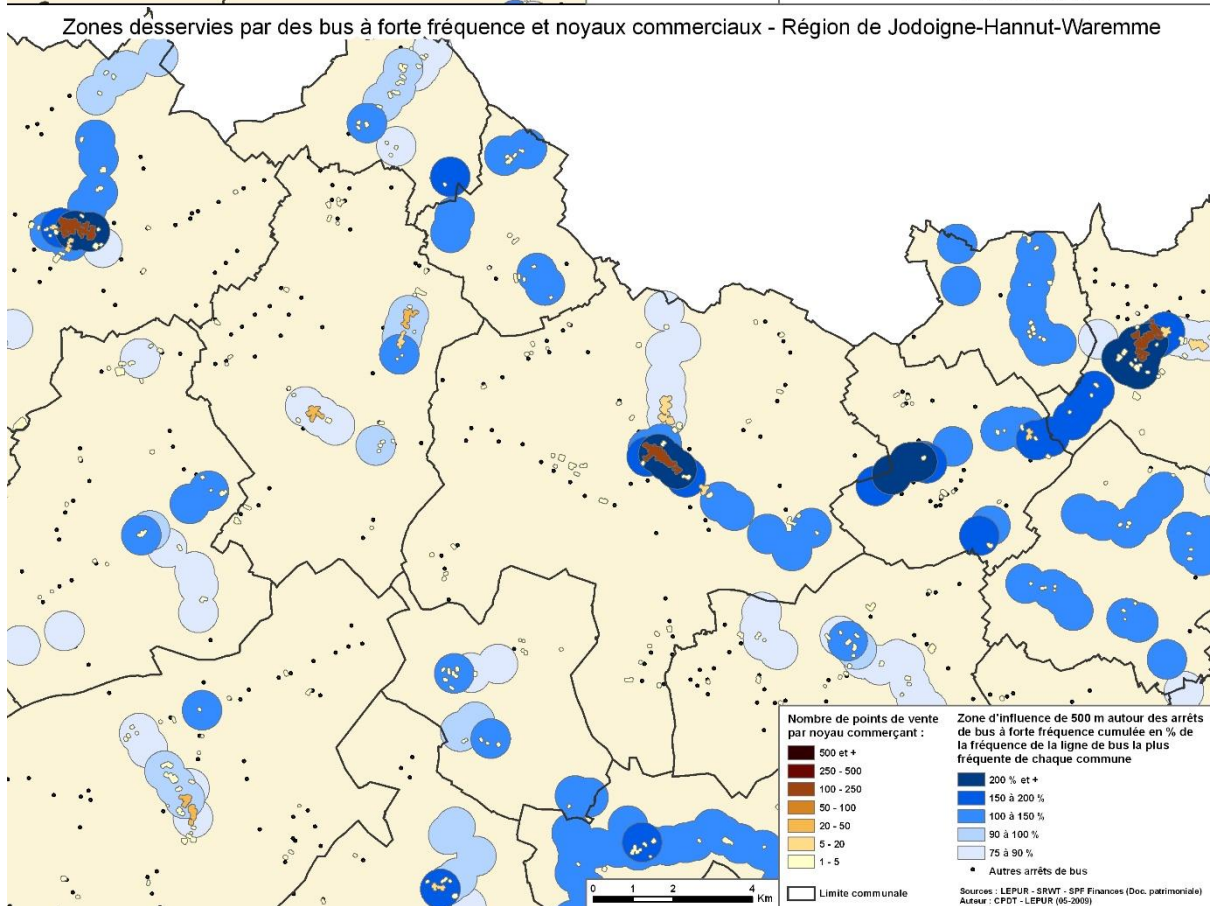 Zones desservies par des bus à forte fréquence et noyaux commerciaux - Région de Jodoigne-Hannut-Waremme
Nombre de points de vente
par noyau commerçant :
500 et +
250 - 500
100 - 250
50 - 100
20 - 50
5 - 20
1 - 5
Limite communale
Zone d'influence de 500 m autour des arrêts
de bus à forte fréquence cumulée en % de
la fréquence de la ligne de bus la plus
fréquente de chaque commune
200 % et +
150 à 200 %
100 à 150 %
90 à 100 %
75 à 90 %
Autres arrêts de bus
0 1 2 4
Km
Sources : LEPUR - SRWT - SPF Finances (Doc. patrimoniale)
Auteur : CPDT - LEPUR (05-2009)